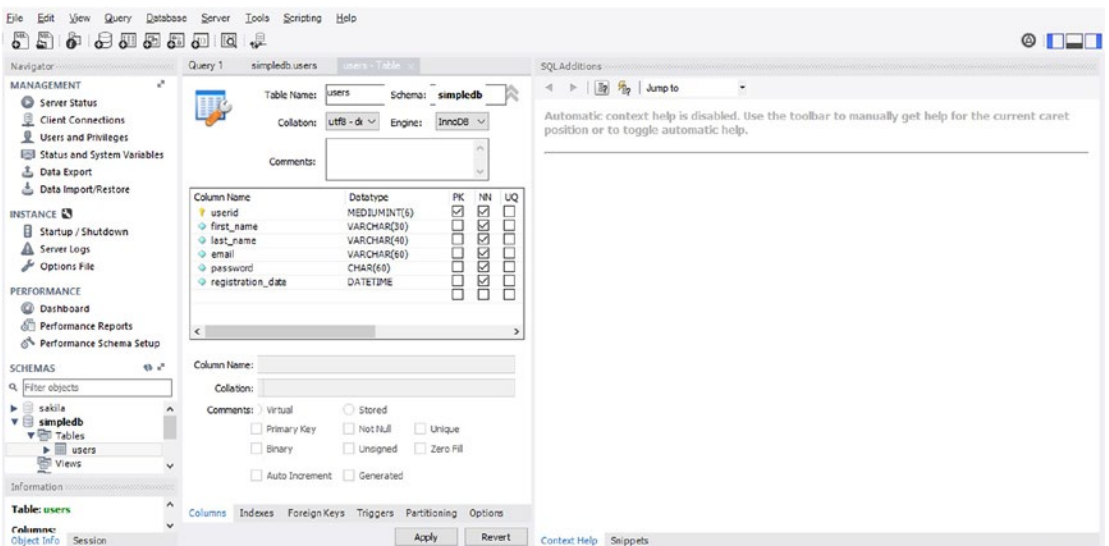 File Edit View Query Database Server Tools Scripting Help
Navigator
MANAGEMENT
Server Status
Client Connections
Users and Privileges
Status and System Variables
Data Export
Data Import/Restore
INSTANCE
Startup / Shutdown
Server Logs
Options File
PERFORMANCE
Dashboard
Performance Reports
Performance Schema Setup
SCHEMAS
Filter objects
sakila
simpledb
Tables
users
Views
Information
Table: users
Columns:
Object Info Session
Query 1 simpledb.users users - Table
Table Name: users Schema: simpledb
Collation: utf8 - de Engine: InnoDB
Comments:
Column Name Datatype PK NN UQ
userid MEDIUMINT(6)
first_name VARCHAR(30)
last_name VARCHAR(40)
email VARCHAR(60)
password CHAR(60)
registration_date DATETIME
Column Name:
Collation:
Comments: Virtual Stored
Primary Key Not Null Unique
Binary Unsigned Zero Fill
Auto Increment Generated
Columns Indexes Foreign Keys Triggers Partitioning Options
Apply Revert
SQLAdditions
Jump to
Automatic context help is disabled. Use the toolbar to manually get help for the current caret
position or to toggle automatic help.
Context Help Snippets